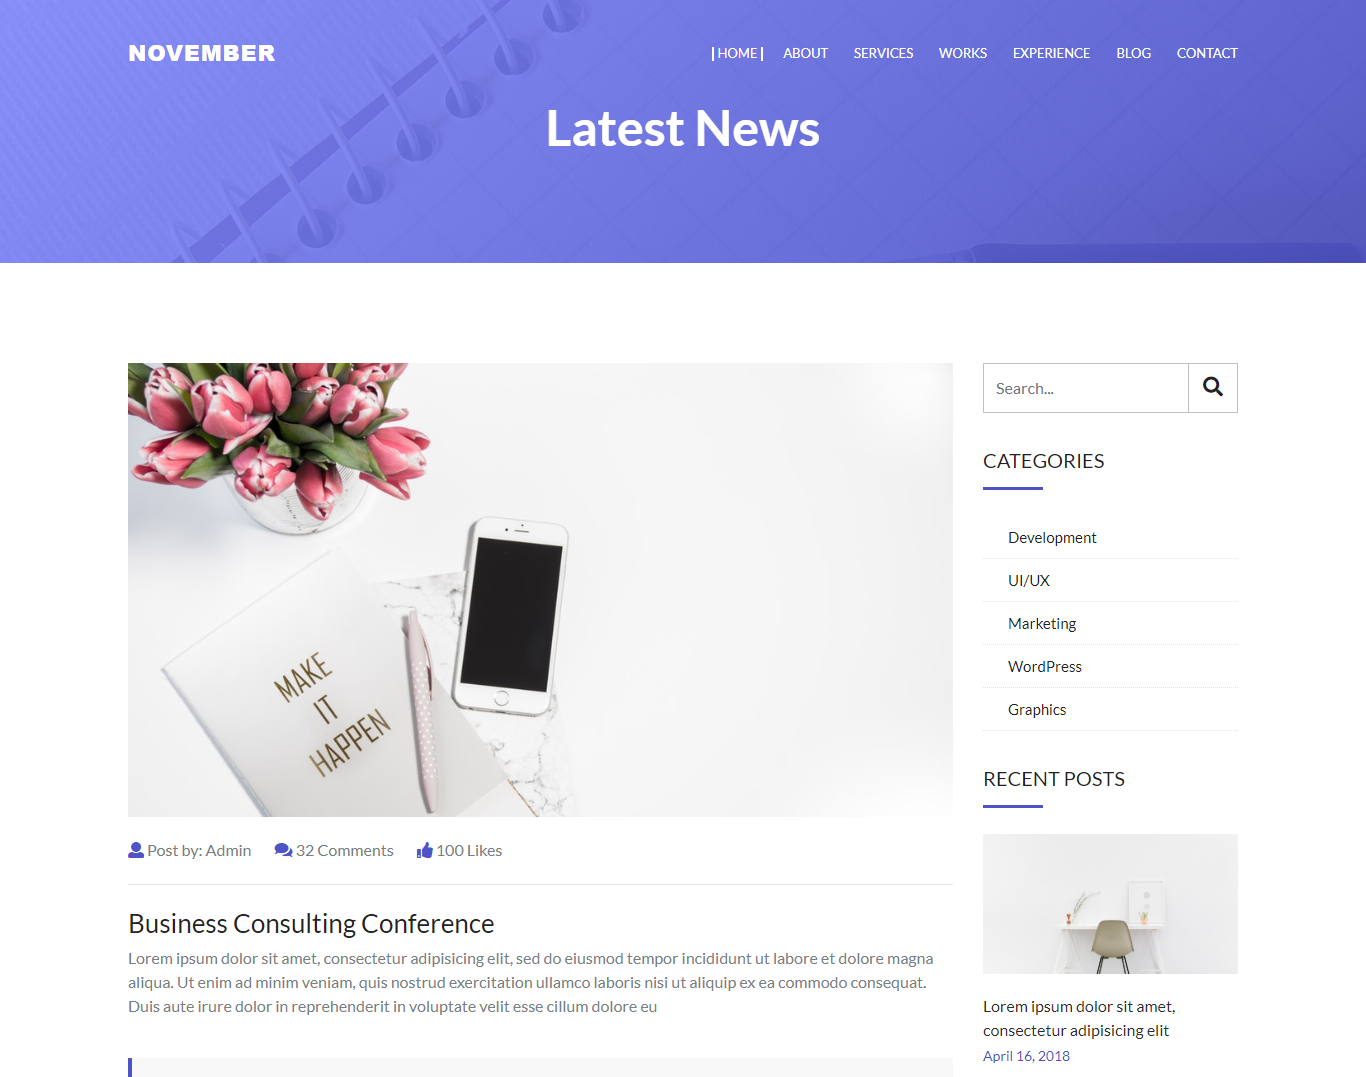 NOVEMBER
| HOME | ABOUT SERVICES WORKS EXPERIENCE BLOG CONTACT
Latest News
MAKE
IT
HAPPEN
Post by: Admin 32 Comments 100 Likes
Business Consulting Conference
Lorem ipsum dolor sit amet, consectetur adipisicing elit, sed do eiusmod tempor incididunt ut labore et dolore magna
aliqua. Ut enim ad minim veniam, quis nostrud exercitation ullamco laboris nisi ut aliquip ex ea commodo consequat.
Duis aute irure dolor in reprehenderit in voluptate velit esse cillum dolore eu
Search...
CATEGORIES
Development
UI/UX
Marketing
WordPress
Graphics
RECENT POSTS
Lorem ipsum dolor sit amet,
consectetur adipisicing elit
April 16, 2018